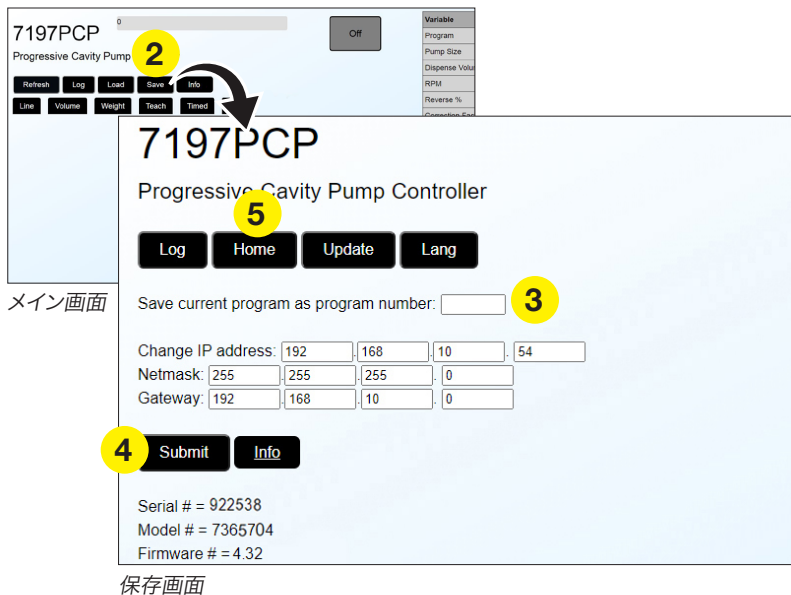 7197PCP
0
Off
Progressive Cavity Pump
2
Refresh Log Load Save Info
Line Volume Weight Teach Timed
Variable
Program
Pump Size
RPM
Reverse %
メイン画面
7197PCP
Progressive Cavity Pump Controller
5
Log Home Update Lang
Save current program as program number:
3
Change IP address: 192 . 168 . 10 . 54
Netmask: 255 . 255 . 255 . 0
Gateway: 192 . 168 . 10 . 0
4
Submit Info
Serial # = 922538
Model # = 7365704
Firmware # = 4.32
保存画面